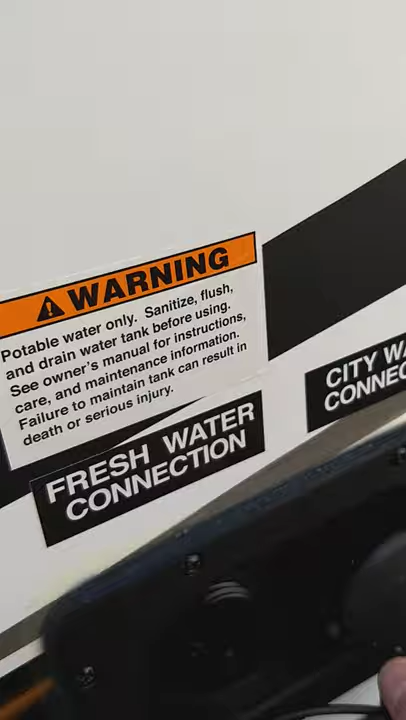 WARNING
Potable water only. Sanitize, flush,
and drain water tank before using.
See owner's manual for instructions,
care, and maintenance information.
Failure to maintain tank can result in
death or serious injury.
FRESH WATER
CONNECTION
CITY